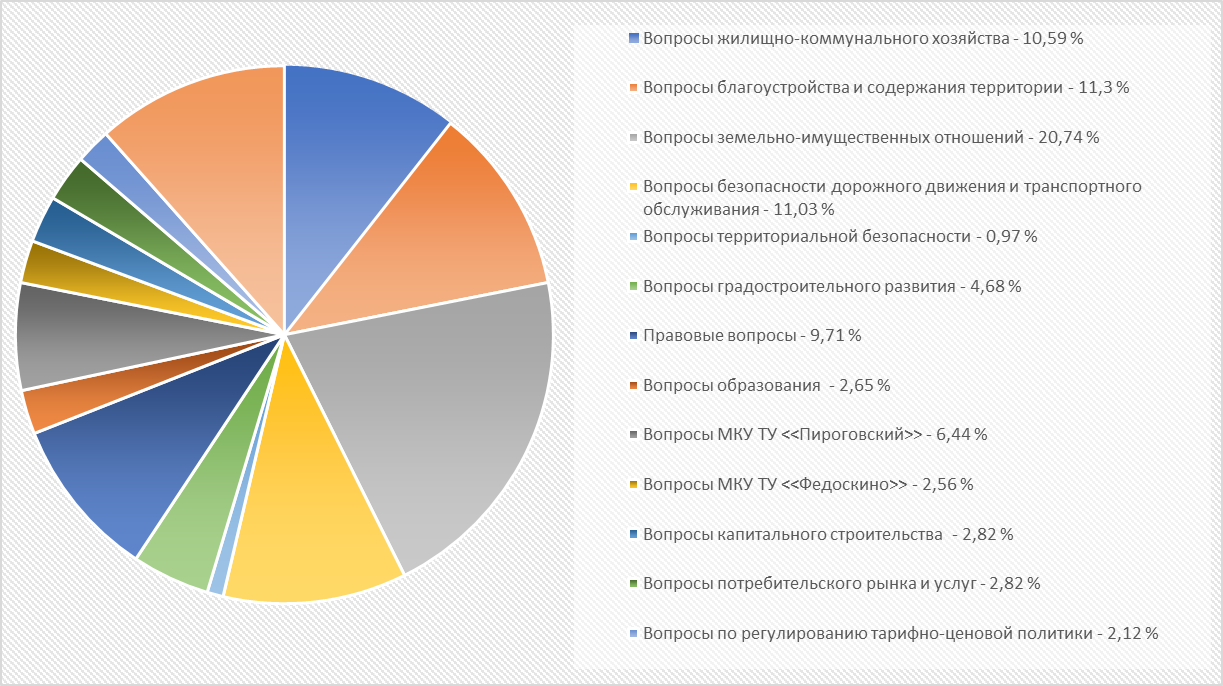 Вопросы жилищно-коммунального хозяйства - 10,59 %
Вопросы благоустройства и содержания территории - 11,3 %
Вопросы земельно-имущественных отношений - 20,74 %
Вопросы безопасности дорожного движения и транспортного
обслуживания - 11,03 %
Вопросы территориальной безопасности - 0,97 %
Вопросы градостроительного развития - 4,68 %
Правовые вопросы - 9,71 %
Вопросы образования - 2,65 %
Вопросы МКУ ТУ <<Пироговский>> - 6,44 %
Вопросы МКУ ТУ <<Федоскино>> - 2,56 %
Вопросы капитального строительства - 2,82 %
Вопросы потребительского рынка и услуг - 2,82 %
Вопросы по регулированию тарифно-ценовой политики - 2,12 %